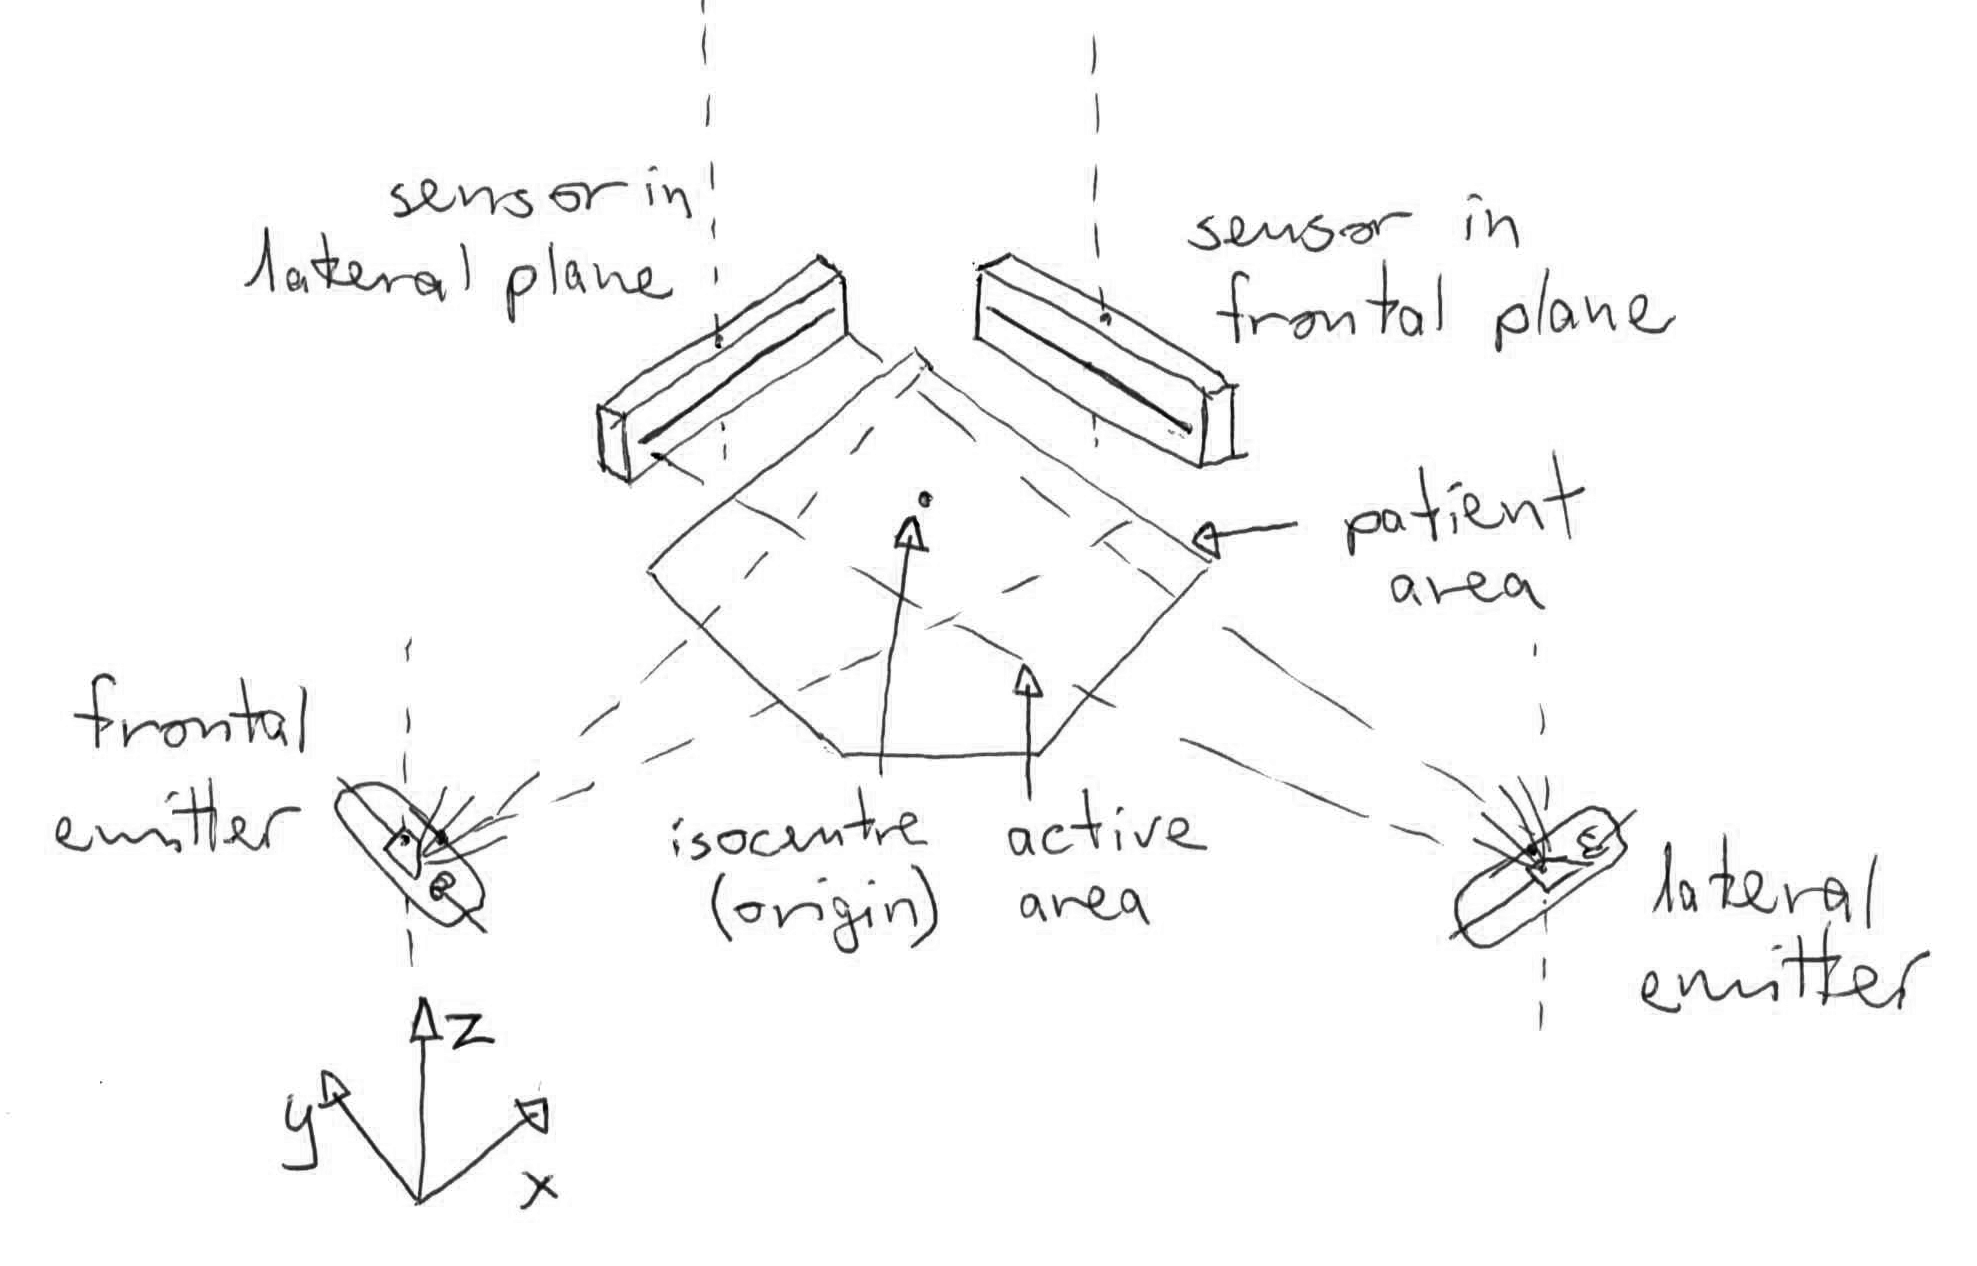 sensor in
lateral plane
sensor in
frontal plane
patient
area
frontal
emitter
isocentre
(origin)
active
area
lateral
emitter
z
y
x